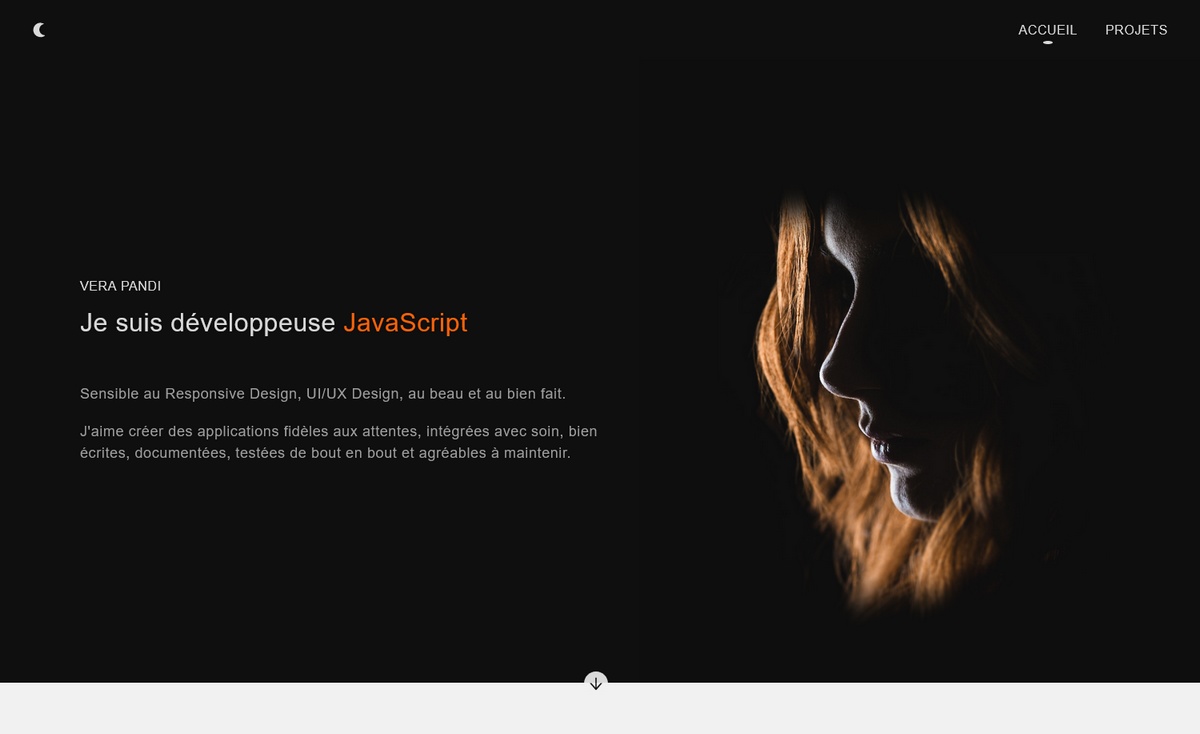 ACCUEIL PROJETS
VERA PANDI
Je suis développeuse JavaScript
Sensible au Responsive Design, UI/UX Design, au beau et au bien fait.
J'aime créer des applications fidèles aux attentes, intégrées avec soin, bien
écrites, documentées, testées de bout en bout et agréables à maintenir.